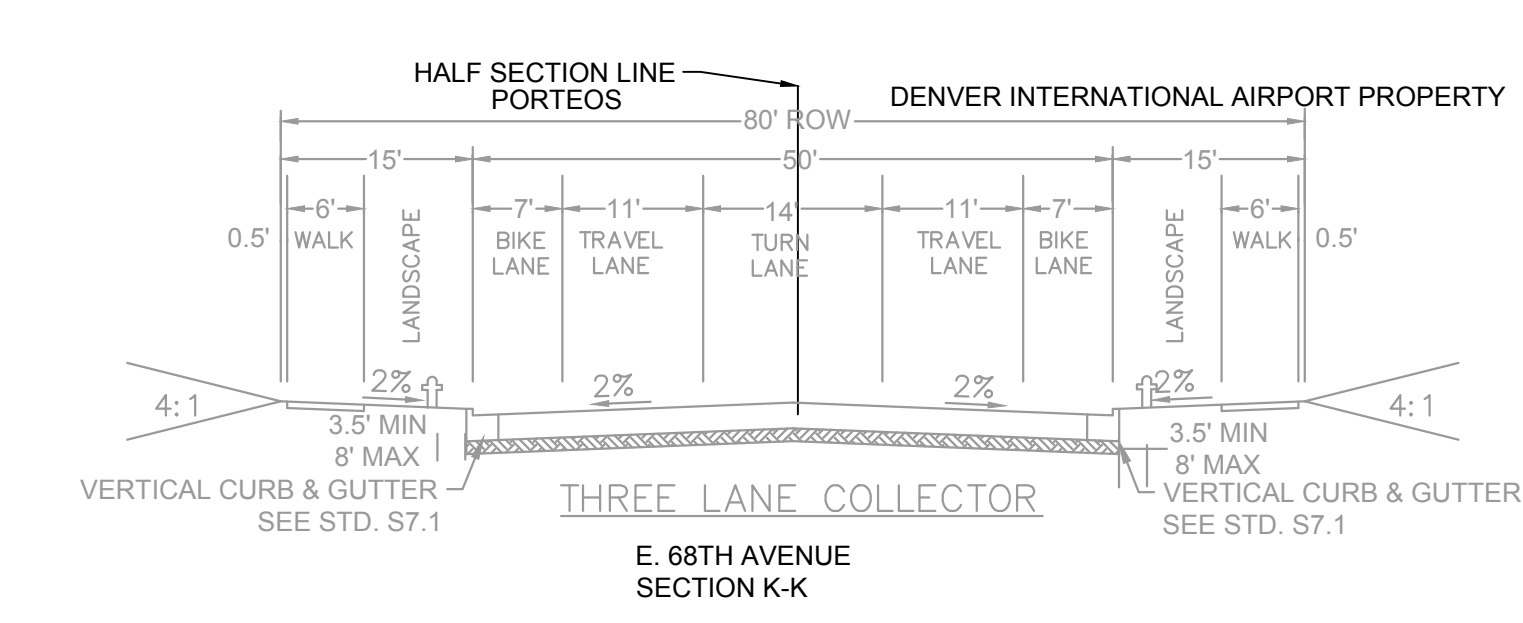 HALF SECTION LINE
PORTEOS
DENVER INTERNATIONAL AIRPORT PROPERTY
80' ROW
15'
50'
15'
6'
7'
11'
14'
11'
7'
6'
0.5'
WALK
LANDSCAPE
BIKE
LANE
TRAVEL
LANE
TURN
LANE
TRAVEL
LANE
BIKE
LANE
LANDSCAPE
WALK
0.5'
4:1
2%
2%
2%
2%
4:1
3.5' MIN
8' MAX
3.5' MIN
8' MAX
VERTICAL CURB & GUTTER
SEE STD. S7.1
THREE LANE COLLECTOR
VERTICAL CURB & GUTTER
SEE STD. S7.1
E. 68TH AVENUE
SECTION K-K